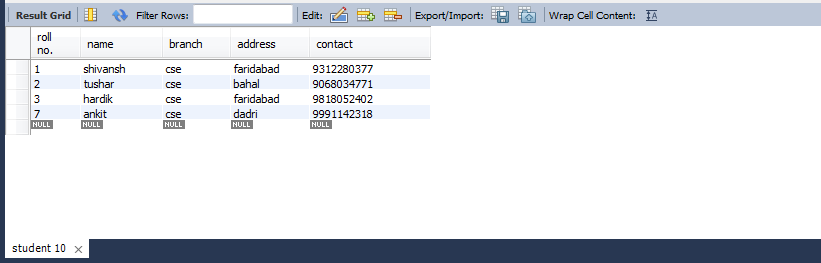 Result Grid Filter Rows: Edit: Export/Import: Wrap Cell Content: IA
roll no. name branch address contact
1 shivansh cse faridabad 9312280377
2 tushar cse bahal 9068034771
3 hardik cse faridabad 9818052402
7 ankit cse dadri 9991142318
NULL NULL NULL NULL NULL
student 10